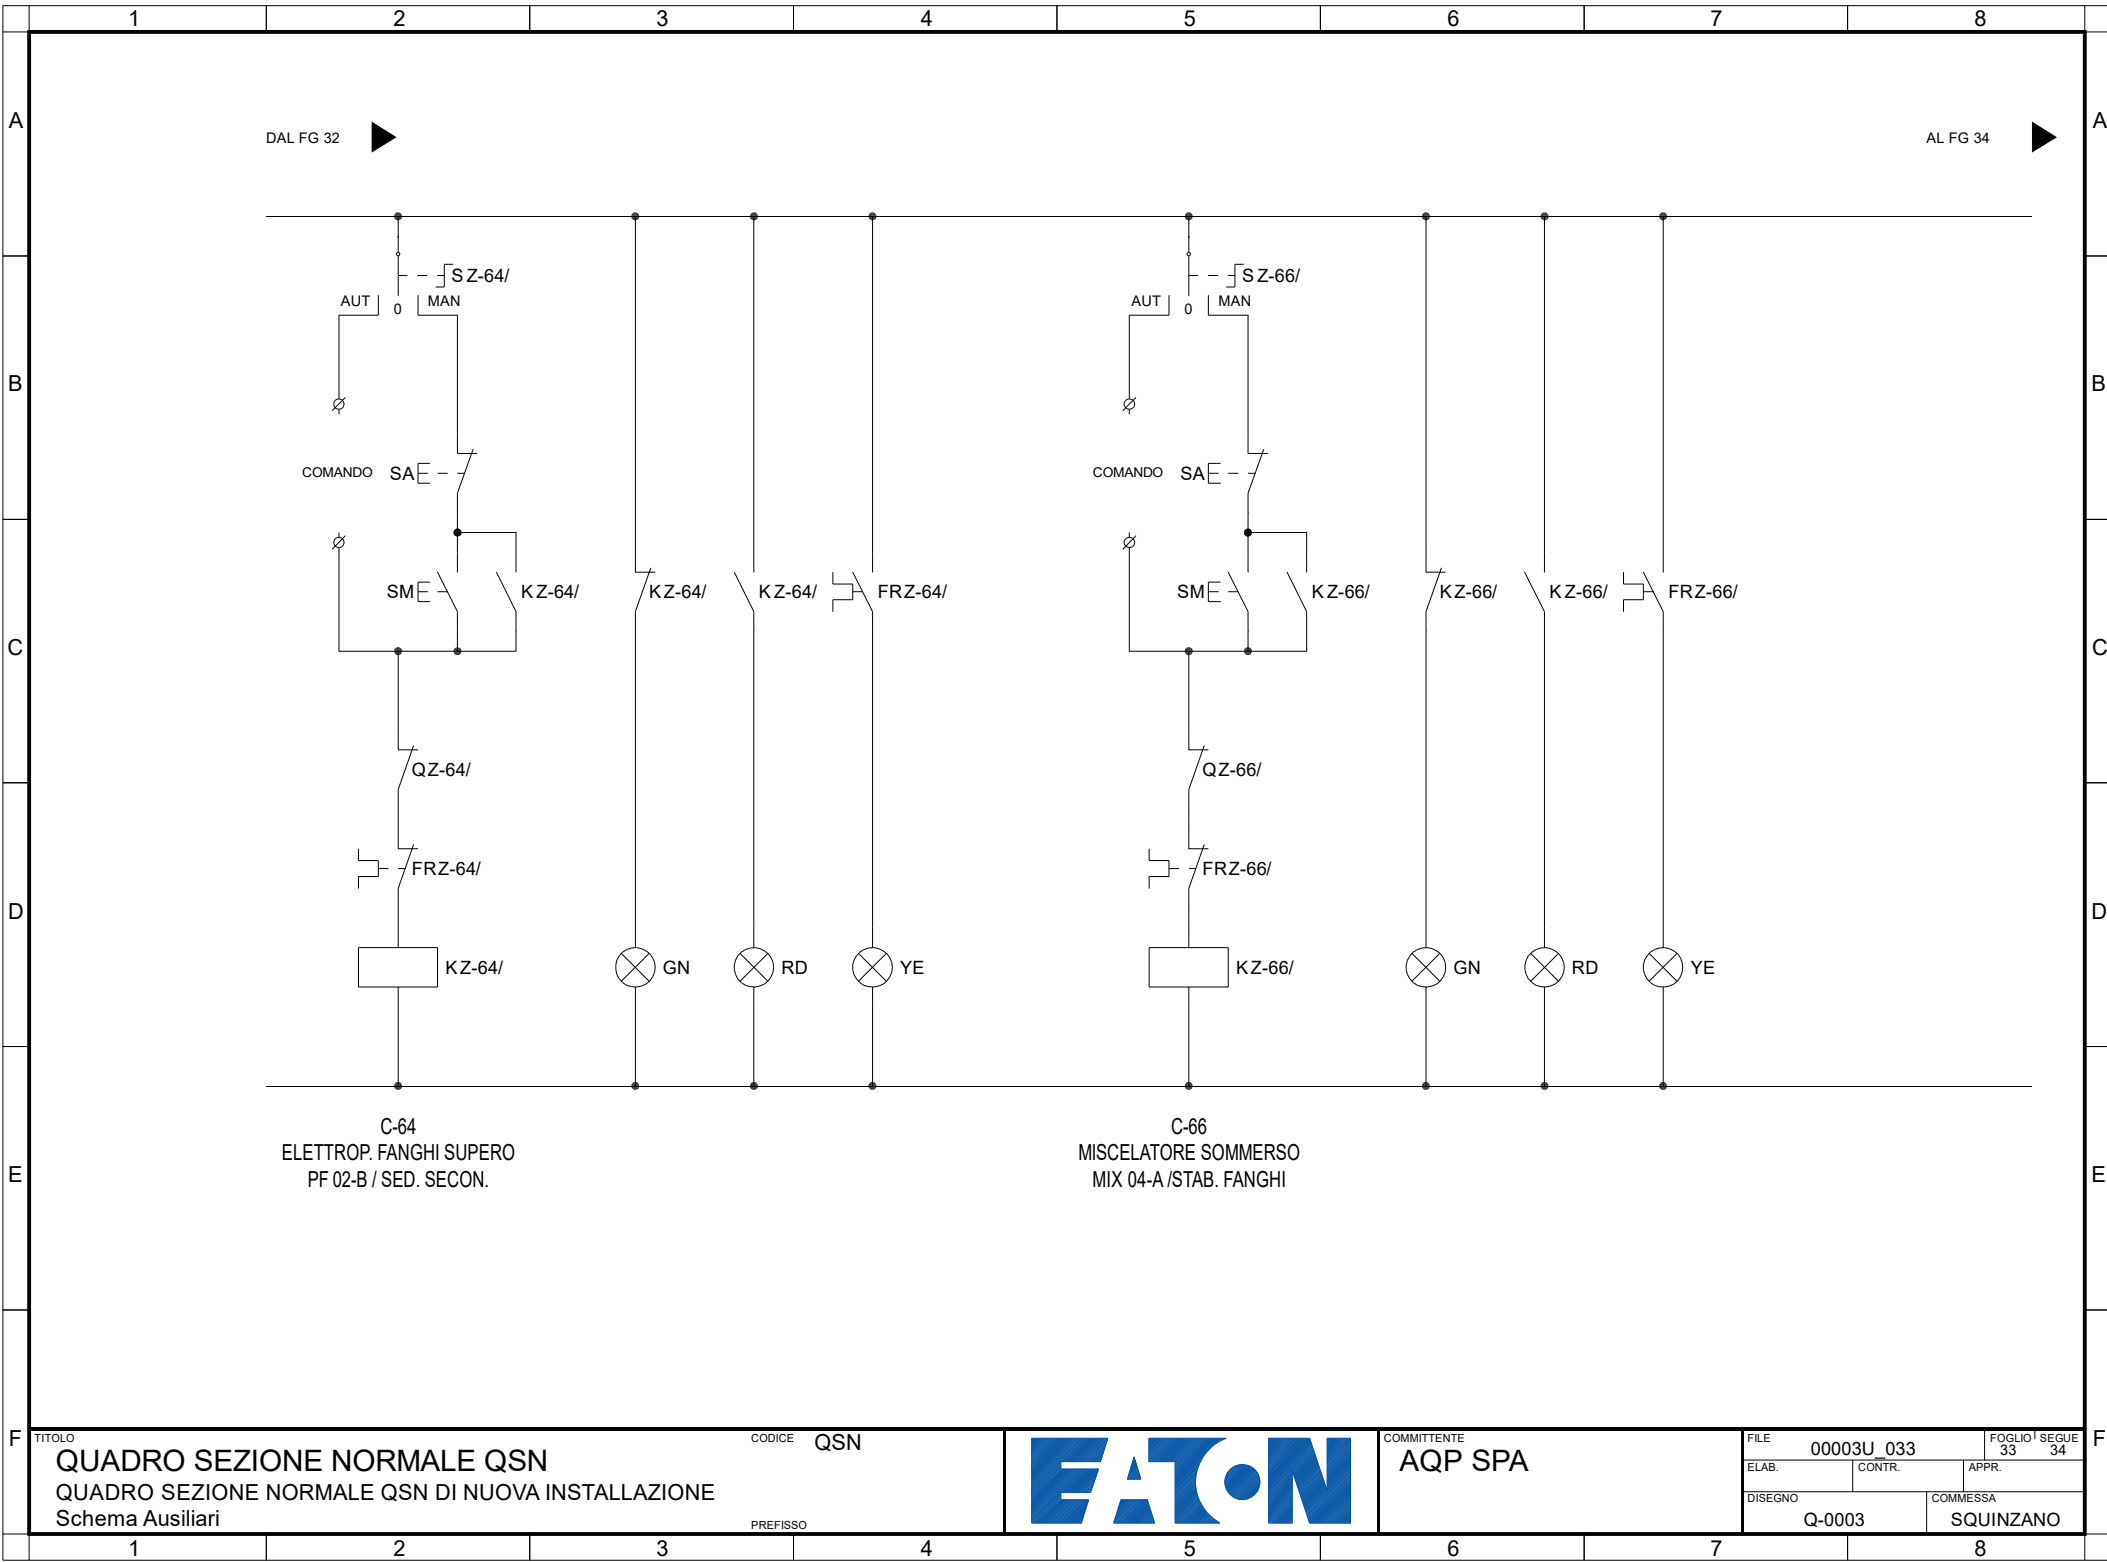 1 2 3 4 5 6 7 8
A A
DAL FG 32 AL FG 34
SZ-64/ SZ-66/
AUT 0 MAN AUT 0 MAN
B B
COMANDO SA COMANDO SA
SM KZ-64/ KZ-64/ KZ-64/ FRZ-64/ SM KZ-66/ KZ-66/ KZ-66/ FRZ-66/
C C
QZ-64/ QZ-66/
FRZ-64/ FRZ-66/
D D
KZ-64/ GN RD YE KZ-66/ GN RD YE
C-64
ELETTROP. FANGHI SUPERO
PF 02-B / SED. SECON.
C-66
MISCELATORE SOMMERSO
MIX 04-A /STAB. FANGHI
E E
F F
TITOLO
QUADRO SEZIONE NORMALE QSN
QUADRO SEZIONE NORMALE QSN DI NUOVA INSTALLAZIONE
Schema Ausiliari
CODICE QSN
PREFISSO
EATON
COMMITTENTE
AQP SPA
FILE 00003U_033
FOGLIO 33 SEGUE 34
ELAB. CONTR. APPR.
DISEGNO Q-0003
COMMESSA SQUINZANO
1 2 3 4 5 6 7 8